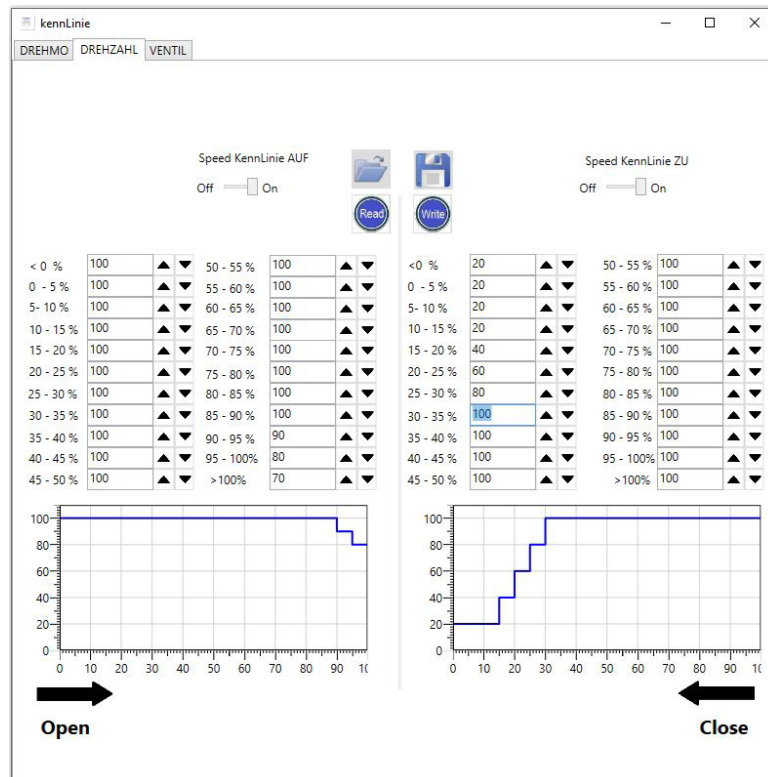 kennLinie
DREHMO DREHZAHL VENTIL
Speed KennLinie AUF
Off On
Speed KennLinie ZU
Off On
Read Write
< 0 % 100 50 - 55 % 100 <0 % 20 50 - 55 % 100
0 - 5 % 100 55 - 60 % 100 0 - 5 % 20 55 - 60 % 100
5- 10 % 100 60 - 65 % 100 5- 10 % 20 60 - 65 % 100
10 - 15 % 100 65 - 70 % 100 10 - 15 % 20 65 - 70 % 100
15 - 20 % 100 70 - 75 % 100 15 - 20 % 40 70 - 75 % 100
20 - 25 % 100 75 - 80 % 100 20 - 25 % 60 75 - 80 % 100
25 - 30 % 100 80 - 85 % 100 25 - 30 % 80 80 - 85 % 100
30 - 35 % 100 85 - 90 % 100 30 - 35 % 100 85 - 90 % 100
35 - 40 % 100 90 - 95 % 90 35 - 40 % 100 90 - 95 % 100
40 - 45 % 100 95 - 100% 80 40 - 45 % 100 95 - 100% 100
45 - 50 % 100 >100% 70 45 - 50 % 100 >100% 100
100 100
80 80
60 60
40 40
20 20
0 0
0 10 20 30 40 50 60 70 80 90 10 0 10 20 30 40 50 60 70 80 90 10
Open Close